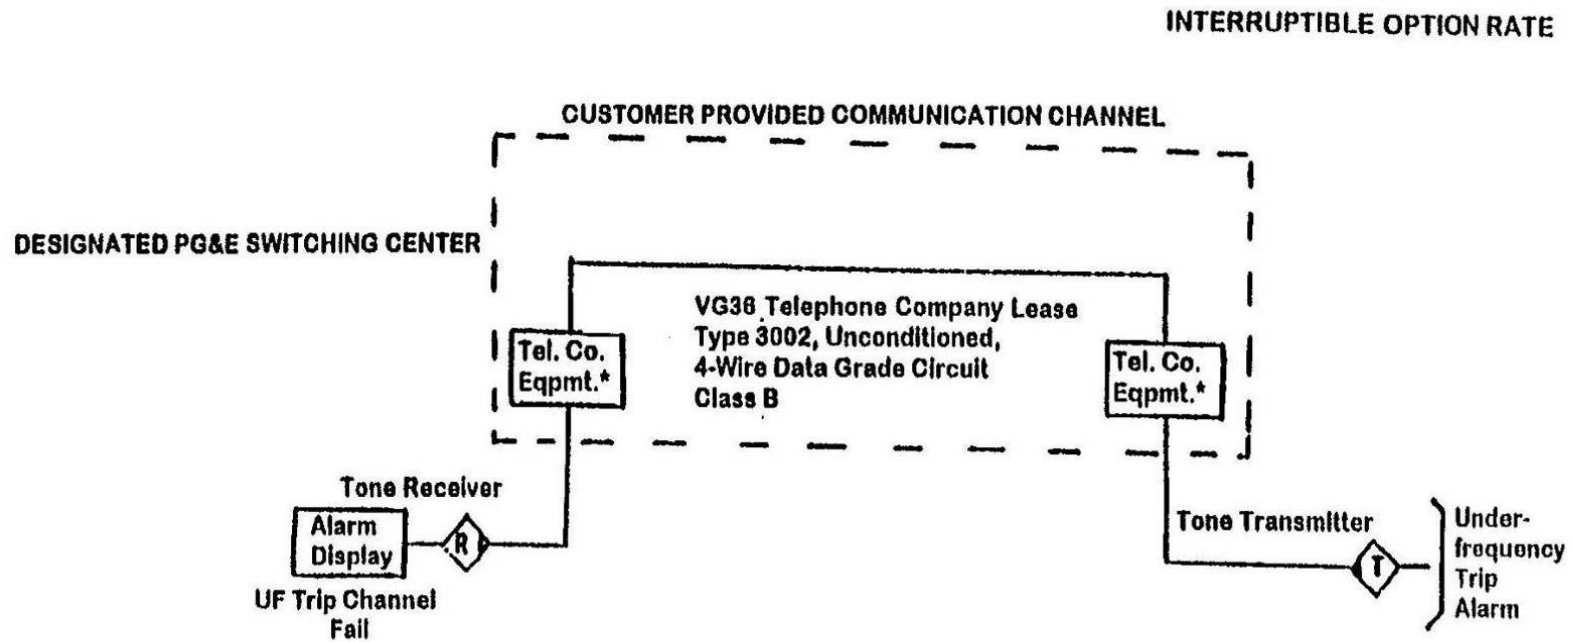 INTERRUPTIBLE OPTION RATE
CUSTOMER PROVIDED COMMUNICATION CHANNEL
DESIGNATED PG&E SWITCHING CENTER
VG36 Telephone Company Lease
Type 3002, Unconditioned,
4-Wire Data Grade Circuit
Class B
Tel. Co.
Eqpmt.*
Tel. Co.
Eqpmt.*
Tone Receiver
Alarm
Display
R
UF Trip Channel
Fail
Tone Transmitter
T
Under-
frequency
Trip
Alarm